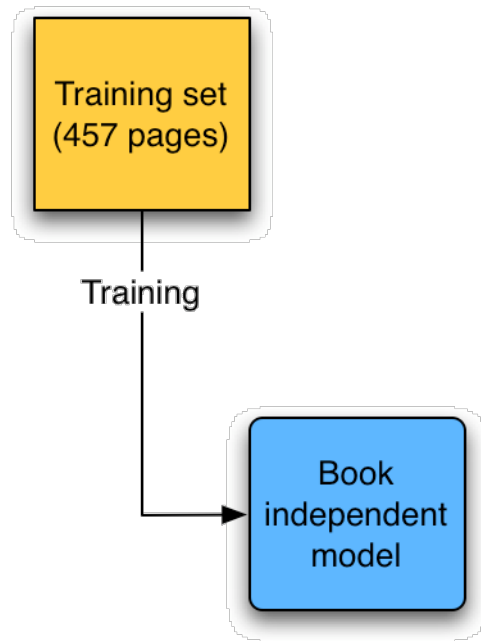 Training set
(457 pages)
Training
Book
independent
model